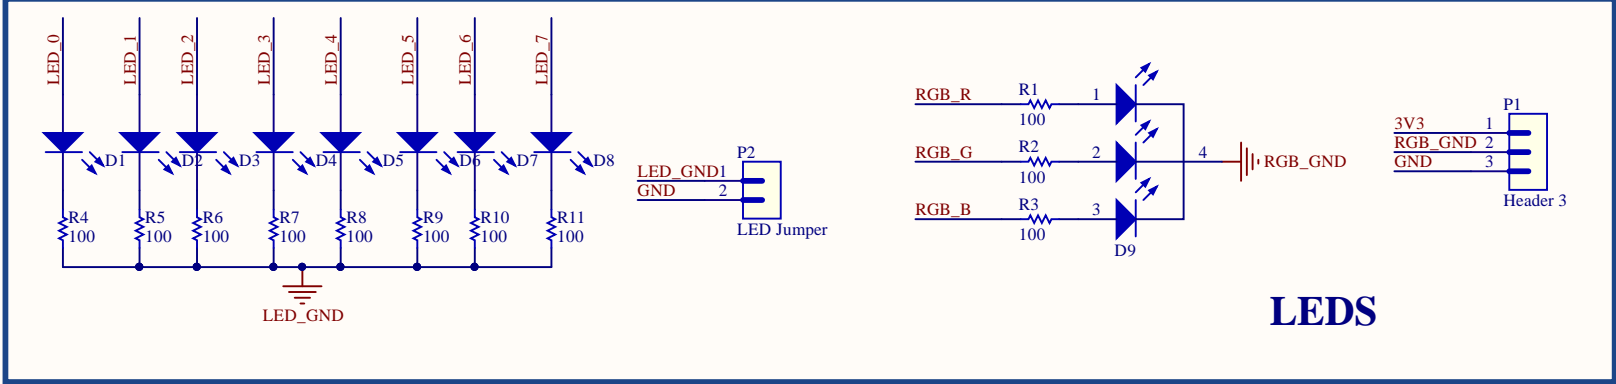 LED_0
LED_1
LED_2
LED_3
LED_4
LED_5
LED_6
LED_7
D1
D2
D3
D4
D5
D6
D7
D8
R4
100
R5
100
R6
100
R7
100
R8
100
R9
100
R10
100
R11
100
LED_GND
P2
LED_GND 1
GND 2
LED Jumper
RGB_R
R1
100
1
RGB_G
R2
100
2
RGB_B
R3
100
3
D9
4
RGB_GND
P1
3V3 1
RGB_GND 2
GND 3
Header 3
LEDS